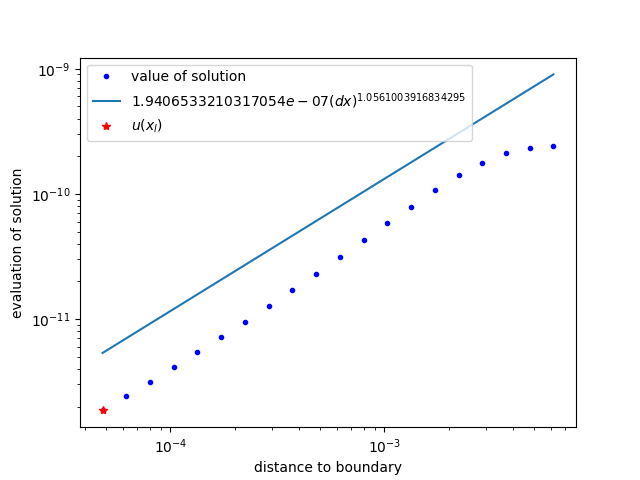 10⁻⁹
value of solution
1.9406533210317054e − 07(dx)^1.0561003916834295
u(x_l)
10⁻¹⁰
10⁻¹¹
evaluation of solution
10⁻⁴ 10⁻³
distance to boundary